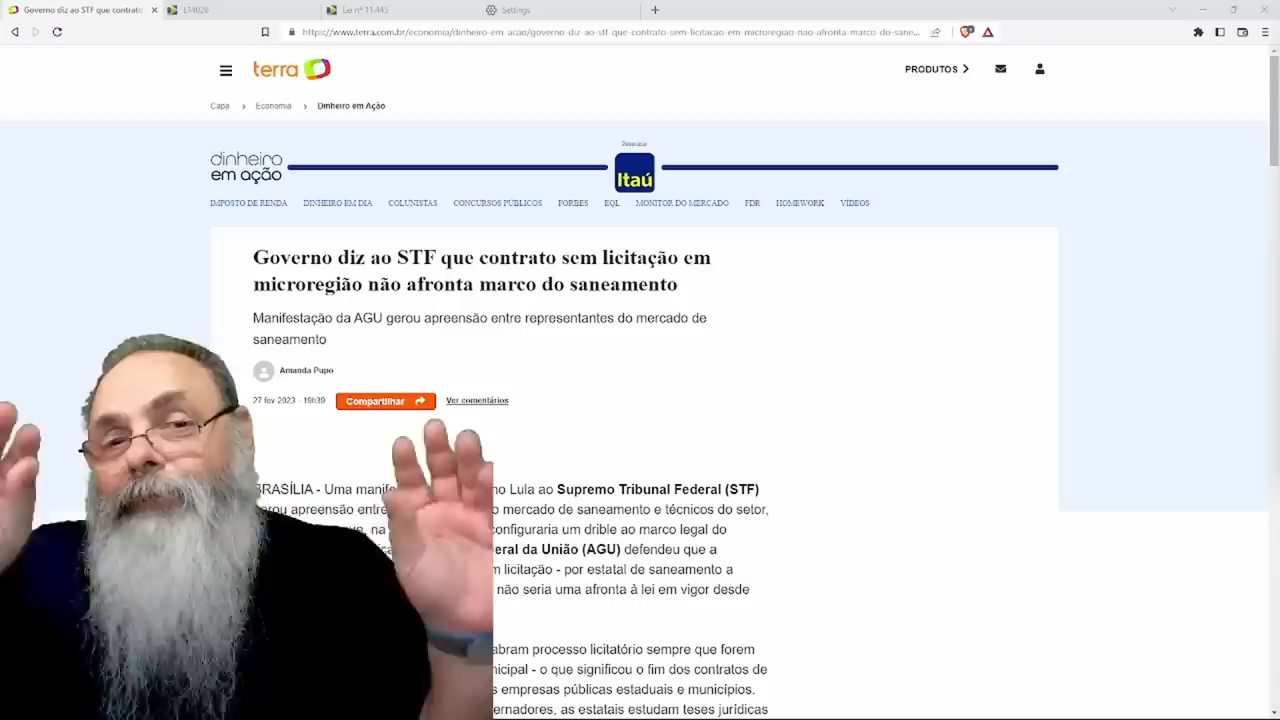 Governo diz ao STF que contrato
L14026
Lei nº 11.445
Settings
https://www.terra.com.br/economia/dinheiro-em-acao/governo-diz-ao-stf-que-contrato-sem-licitacao-em-microregiao-nao-afronta-marco-do-sane...
terra
PRODUTOS
Capa > Economia > Dinheiro em Ação
dinheiro
em ação
Itaú
IMPOSTO DE RENDA DINHEIRO EM DIA COLUNISTAS CONCURSOS PÚBLICOS FORBES EQL MONITOR DO MERCADO FDR HOMEWORK VÍDEOS
Governo diz ao STF que contrato sem licitação em
microregião não afronta marco do saneamento
Manifestação da AGU gerou apreensão entre representantes do mercado de
saneamento
Amanda Pupo
27 fev 2023 - 19h39
Compartilhar
Ver comentários
BRASÍLIA - Uma manife no Lula ao Supremo Tribunal Federal (STF)
rou apreensão entre o mercado de saneamento e técnicos do setor,
ve, na configuraria um drible ao marco legal do
eral da União (AGU) defendeu que a
m licitação - por estatal de saneamento a
não seria uma afronta à lei em vigor desde
abram processo licitatório sempre que forem
nicipal - o que significou o fim dos contratos de
s empresas públicas estaduais e municípios.
ernadores, as estatais estudam teses jurídicas